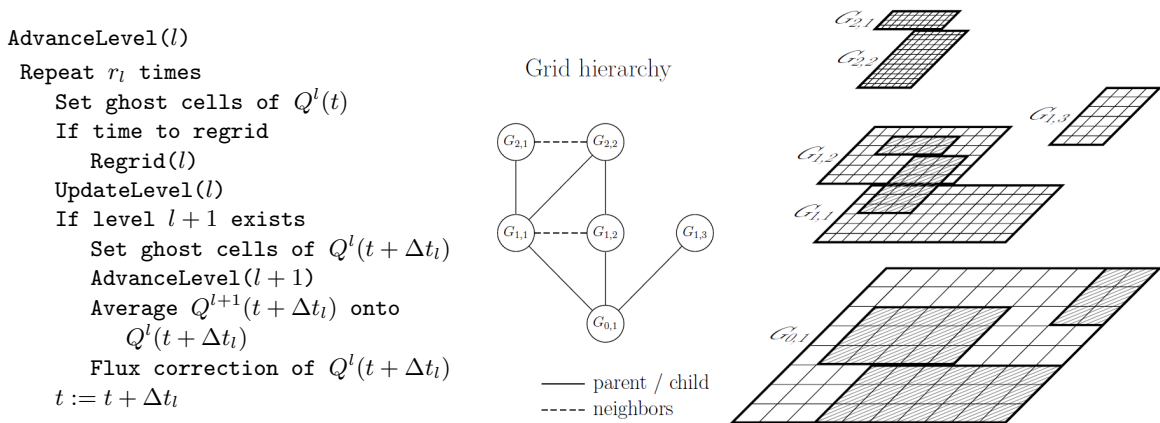 AdvanceLevel(l)
Repeat r_l times
Set ghost cells of Q^l(t)
If time to regrid
Regrid(l)
UpdateLevel(l)
If level l + 1 exists
Set ghost cells of Q^l(t + Δt_l)
AdvanceLevel(l + 1)
Average Q^{l+1}(t + Δt_l) onto
Q^l(t + Δt_l)
Flux correction of Q^l(t + Δt_l)
t := t + Δt_l
Grid hierarchy
G_{2,1} G_{2,2}
G_{1,1} G_{1,2} G_{1,3}
G_{0,1}
parent / child
neighbors
G_{2,1}
G_{2,2}
G_{1,3}
G_{1,2}
G_{1,1}
G_{0,1}